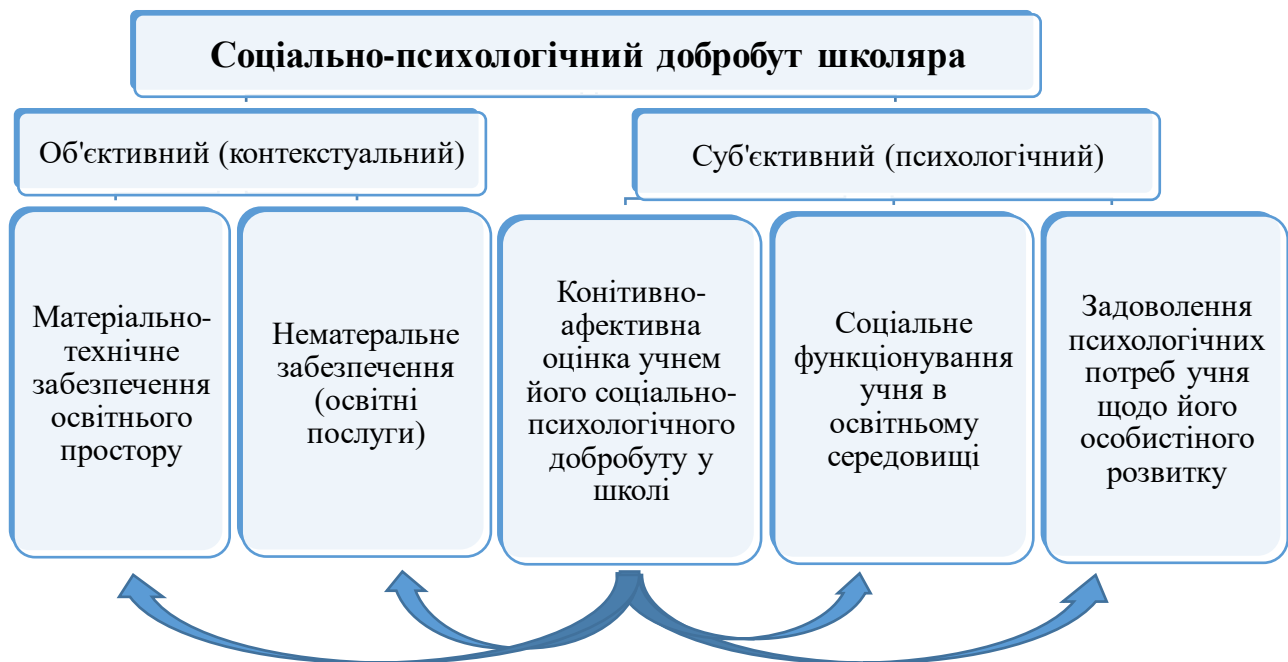 Соціально-психологічний добробут школяра
Об'єктивний (контекстуальний)
Суб'єктивний (психологічний)
Матеріально-
технічне
забезпечення
освітнього
простору
Нематеральне
забезпечення
(освітні
послуги)
Конітивно-
афективна
оцінка учнем
його соціально-
психологічного
добробуту у
школі
Соціальне
функціонування
учня в
освітньому
середовищі
Задоволення
психологічних
потреб учня
щодо його
особистіного
розвитку